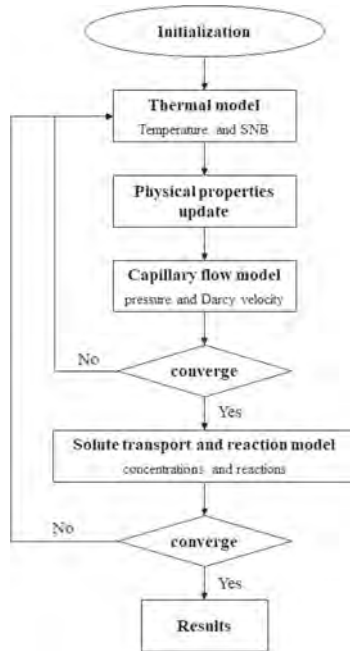 Initialization
Thermal model
Temperature and SNB
Physical properties
update
Capillary flow model
pressure and Darcy velocity
No
converge
Yes
Solute transport and reaction model
concentrations and reactions
No
converge
Yes
Results